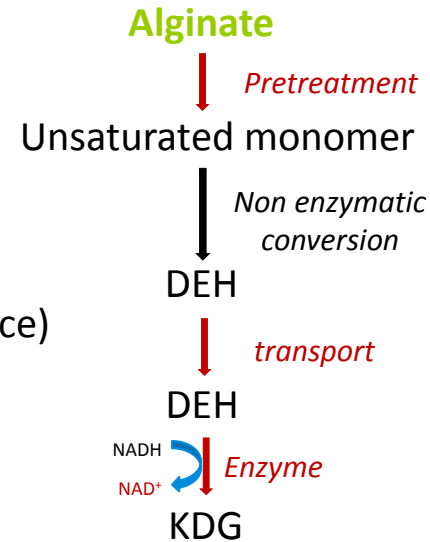 Alginate
Pretreatment
Unsaturated monomer
Non enzymatic
conversion
DEH
ce)
transport
DEH
NADH
Enzyme
NAD⁺
KDG